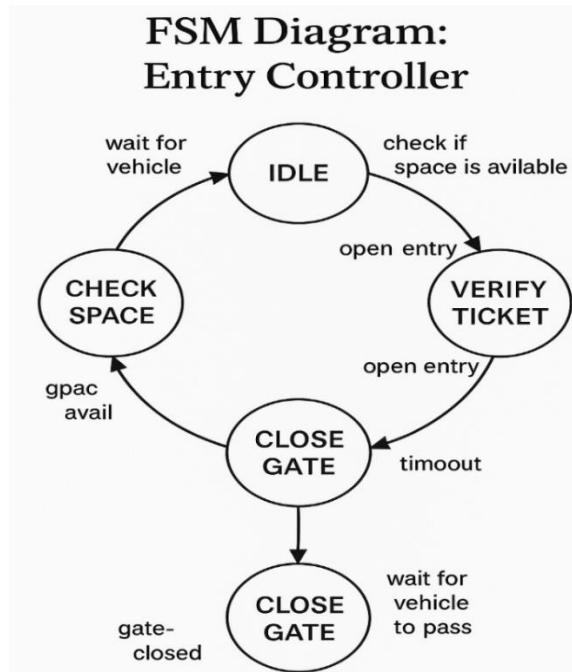 FSM Diagram:
Entry Controller
wait for
vehicle
IDLE
check if
space is avilable
open entry
CHECK
SPACE
VERIFY
TICKET
open entry
gpac
avail
CLOSE
GATE
timoout
CLOSE
GATE
wait for
vehicle
to pass
gate-
closed